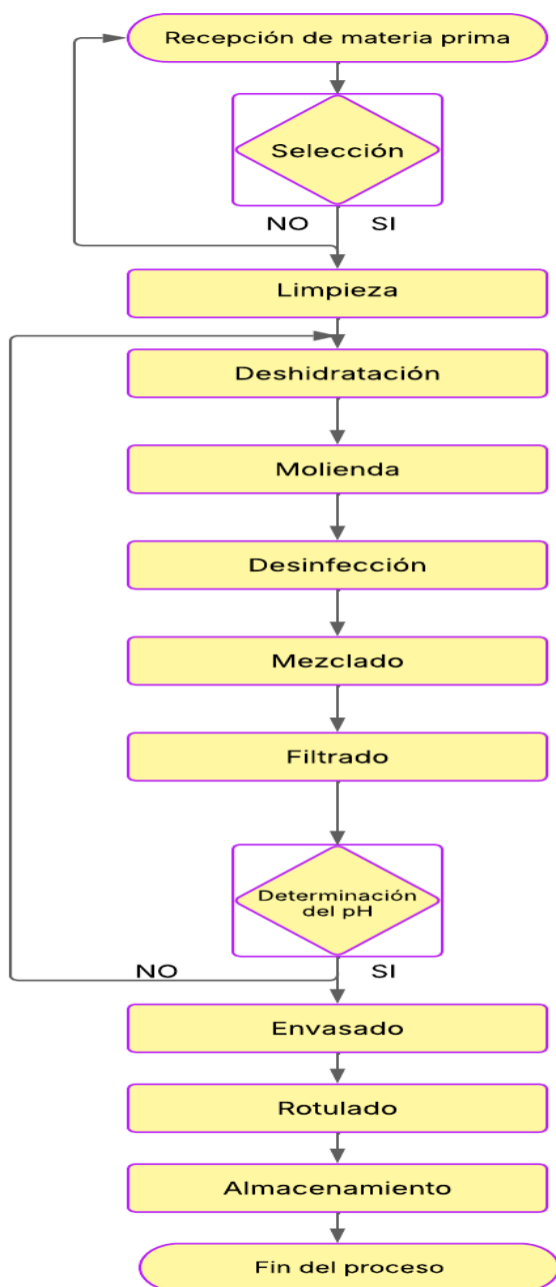 Recepción de materia prima
Selección
NO SI
Limpieza
Deshidratación
Molienda
Desinfección
Mezclado
Filtrado
Determinación
del pH
NO SI
Envasado
Rotulado
Almacenamiento
Fin del proceso